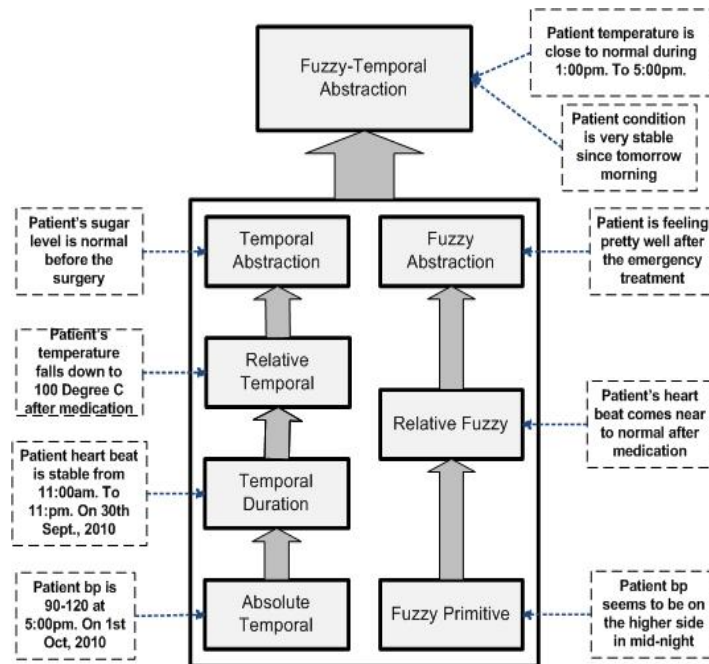 Fuzzy-Temporal
Abstraction
Patient temperature is
close to normal during
1:00pm. To 5:00pm.
Patient condition
is very stable
since tomorrow
morning
Patient's sugar
level is normal
before the
surgery
Temporal
Abstraction
Fuzzy
Abstraction
Patient is feeling
pretty well after
the emergency
treatment
Patient's
temperature
falls down to
100 Degree C
after medication
Relative
Temporal
Relative Fuzzy
Patient's heart
beat comes near
to normal after
medication
Patient heart beat
is stable from
11:00am. To
11:pm. On 30th
Sept., 2010
Temporal
Duration
Patient bp is
90-120 at
5:00pm. On 1st
Oct, 2010
Absolute
Temporal
Fuzzy Primitive
Patient bp
seems to be on
the higher side
in mid-night